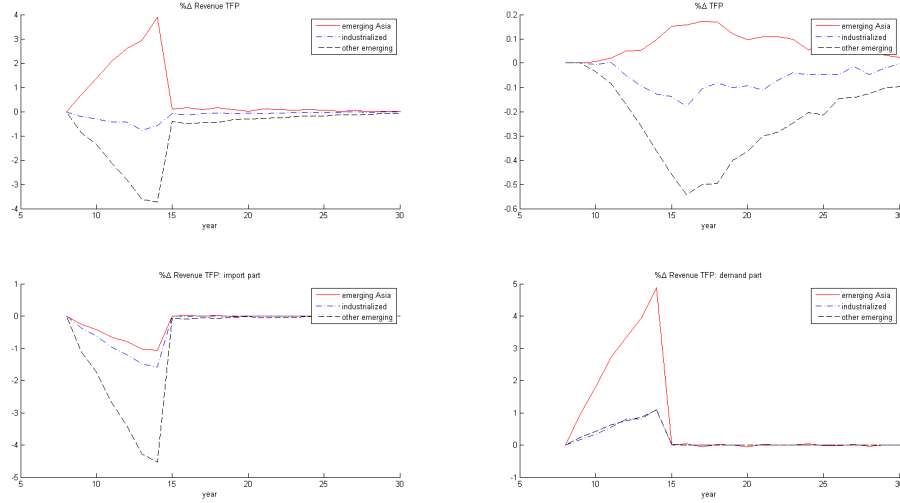 %Δ Revenue TFP
4
3
2
1
0
-1
-2
-3
-4
5
10
15
20
25
30
year
emerging Asia
industrialized
other emerging
%Δ TFP
0.2
0.1
0
-0.1
-0.2
-0.3
-0.4
-0.5
-0.6
5
10
15
20
25
30
year
emerging Asia
industrialized
other emerging
%Δ Revenue TFP: import part
1
0
-1
-2
-3
-4
-5
5
10
15
20
25
30
year
emerging Asia
industrialized
other emerging
%Δ Revenue TFP: demand part
5
4
3
2
1
0
-1
5
10
15
20
25
30
year
emerging Asia
industrialized
other emerging